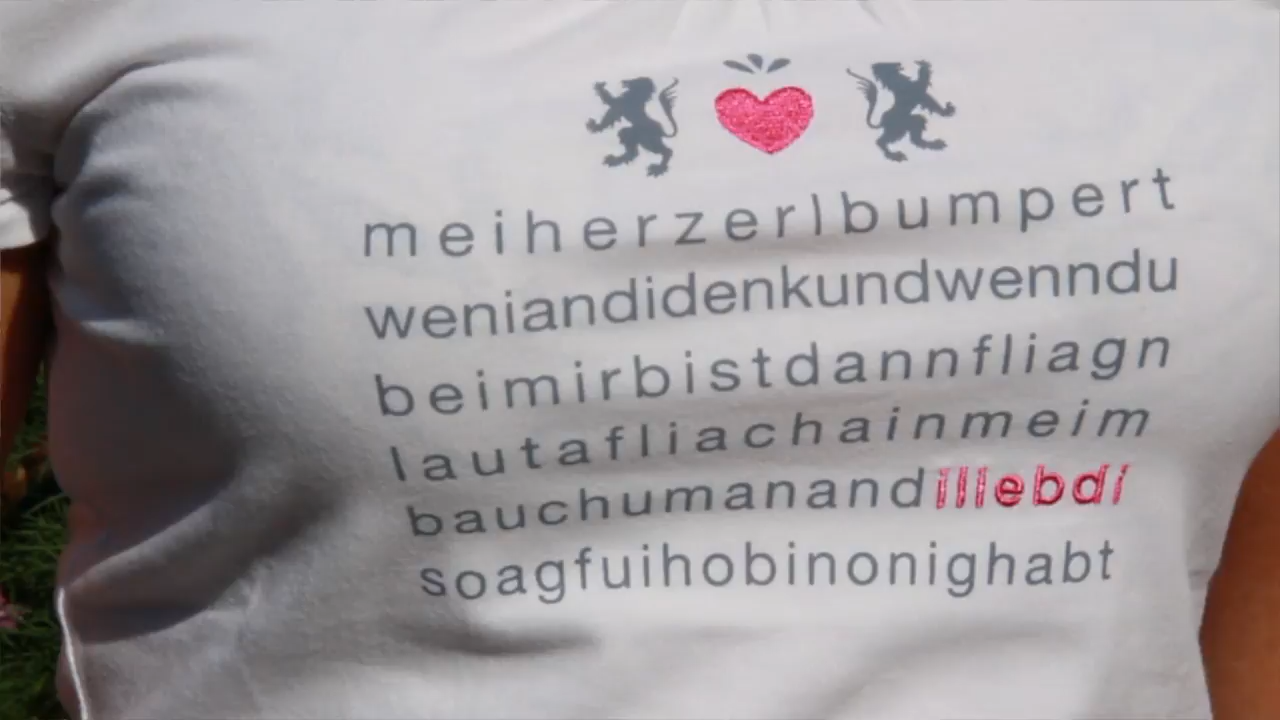 meiherzerlbumpert
weniandidenkundwenndu
beimirbistdannfliagn
lautafliachainmeim
bauchumanandillebdi
soagfuihobinonighabt